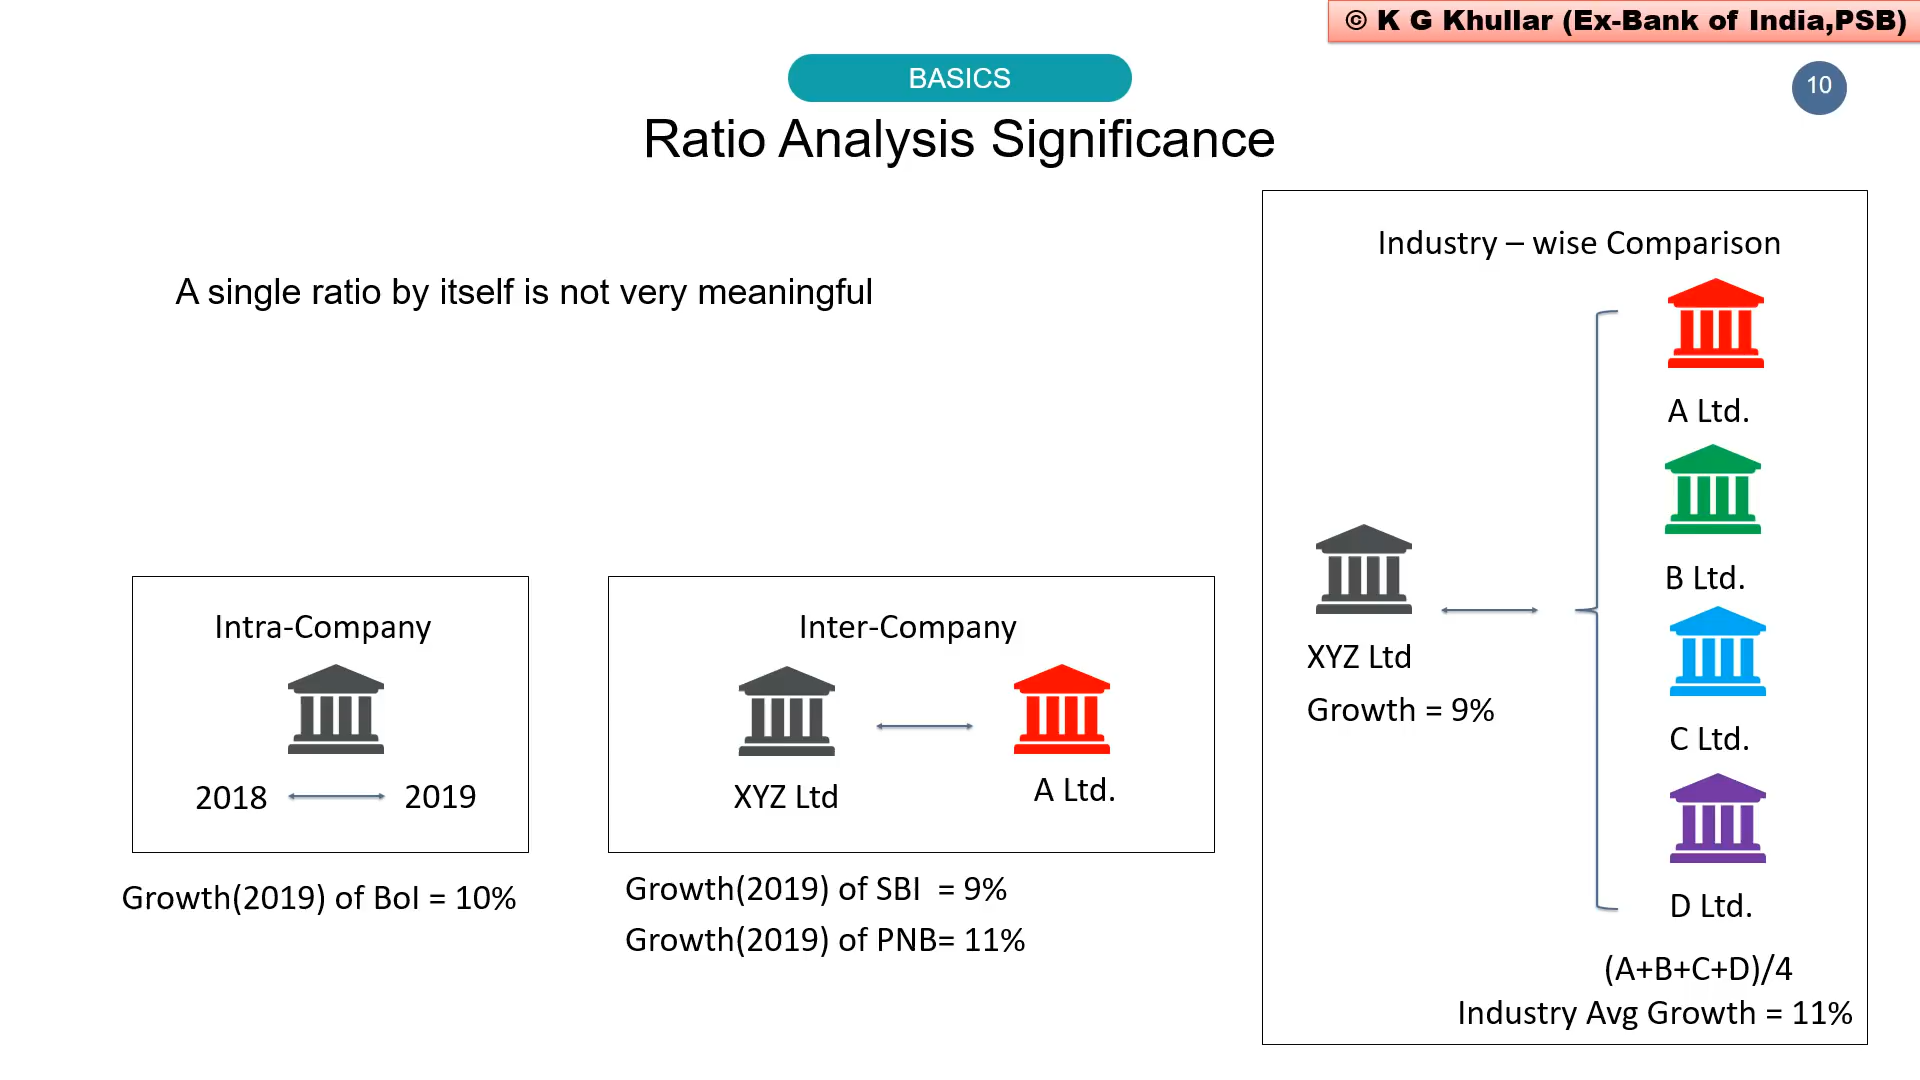 © K G Khullar (Ex-Bank of India,PSB)
BASICS
10
Ratio Analysis Significance
A single ratio by itself is not very meaningful
Intra-Company
2018
2019
Growth(2019) of BoI = 10%
Inter-Company
XYZ Ltd
A Ltd.
Growth(2019) of SBI = 9%
Growth(2019) of PNB= 11%
Industry – wise Comparison
XYZ Ltd
Growth = 9%
A Ltd.
B Ltd.
C Ltd.
D Ltd.
(A+B+C+D)/4
Industry Avg Growth = 11%